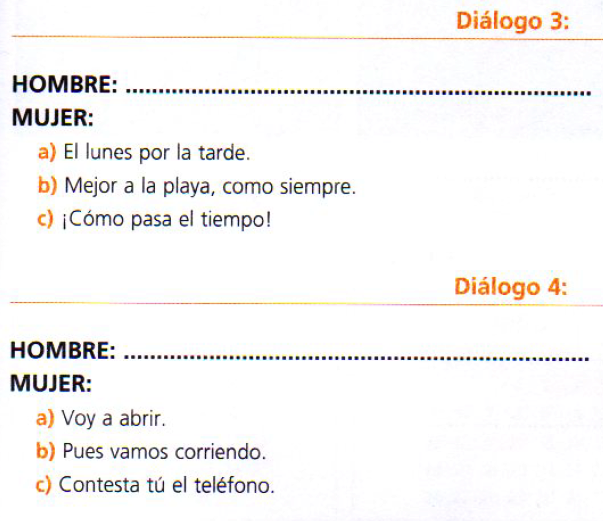 Diálogo 3:
HOMBRE: ........................................................................
MUJER:
a) El lunes por la tarde.
b) Mejor a la playa, como siempre.
c) ¡Cómo pasa el tiempo!
Diálogo 4:
HOMBRE: ........................................................................
MUJER:
a) Voy a abrir.
b) Pues vamos corriendo.
c) Contesta tú el teléfono.